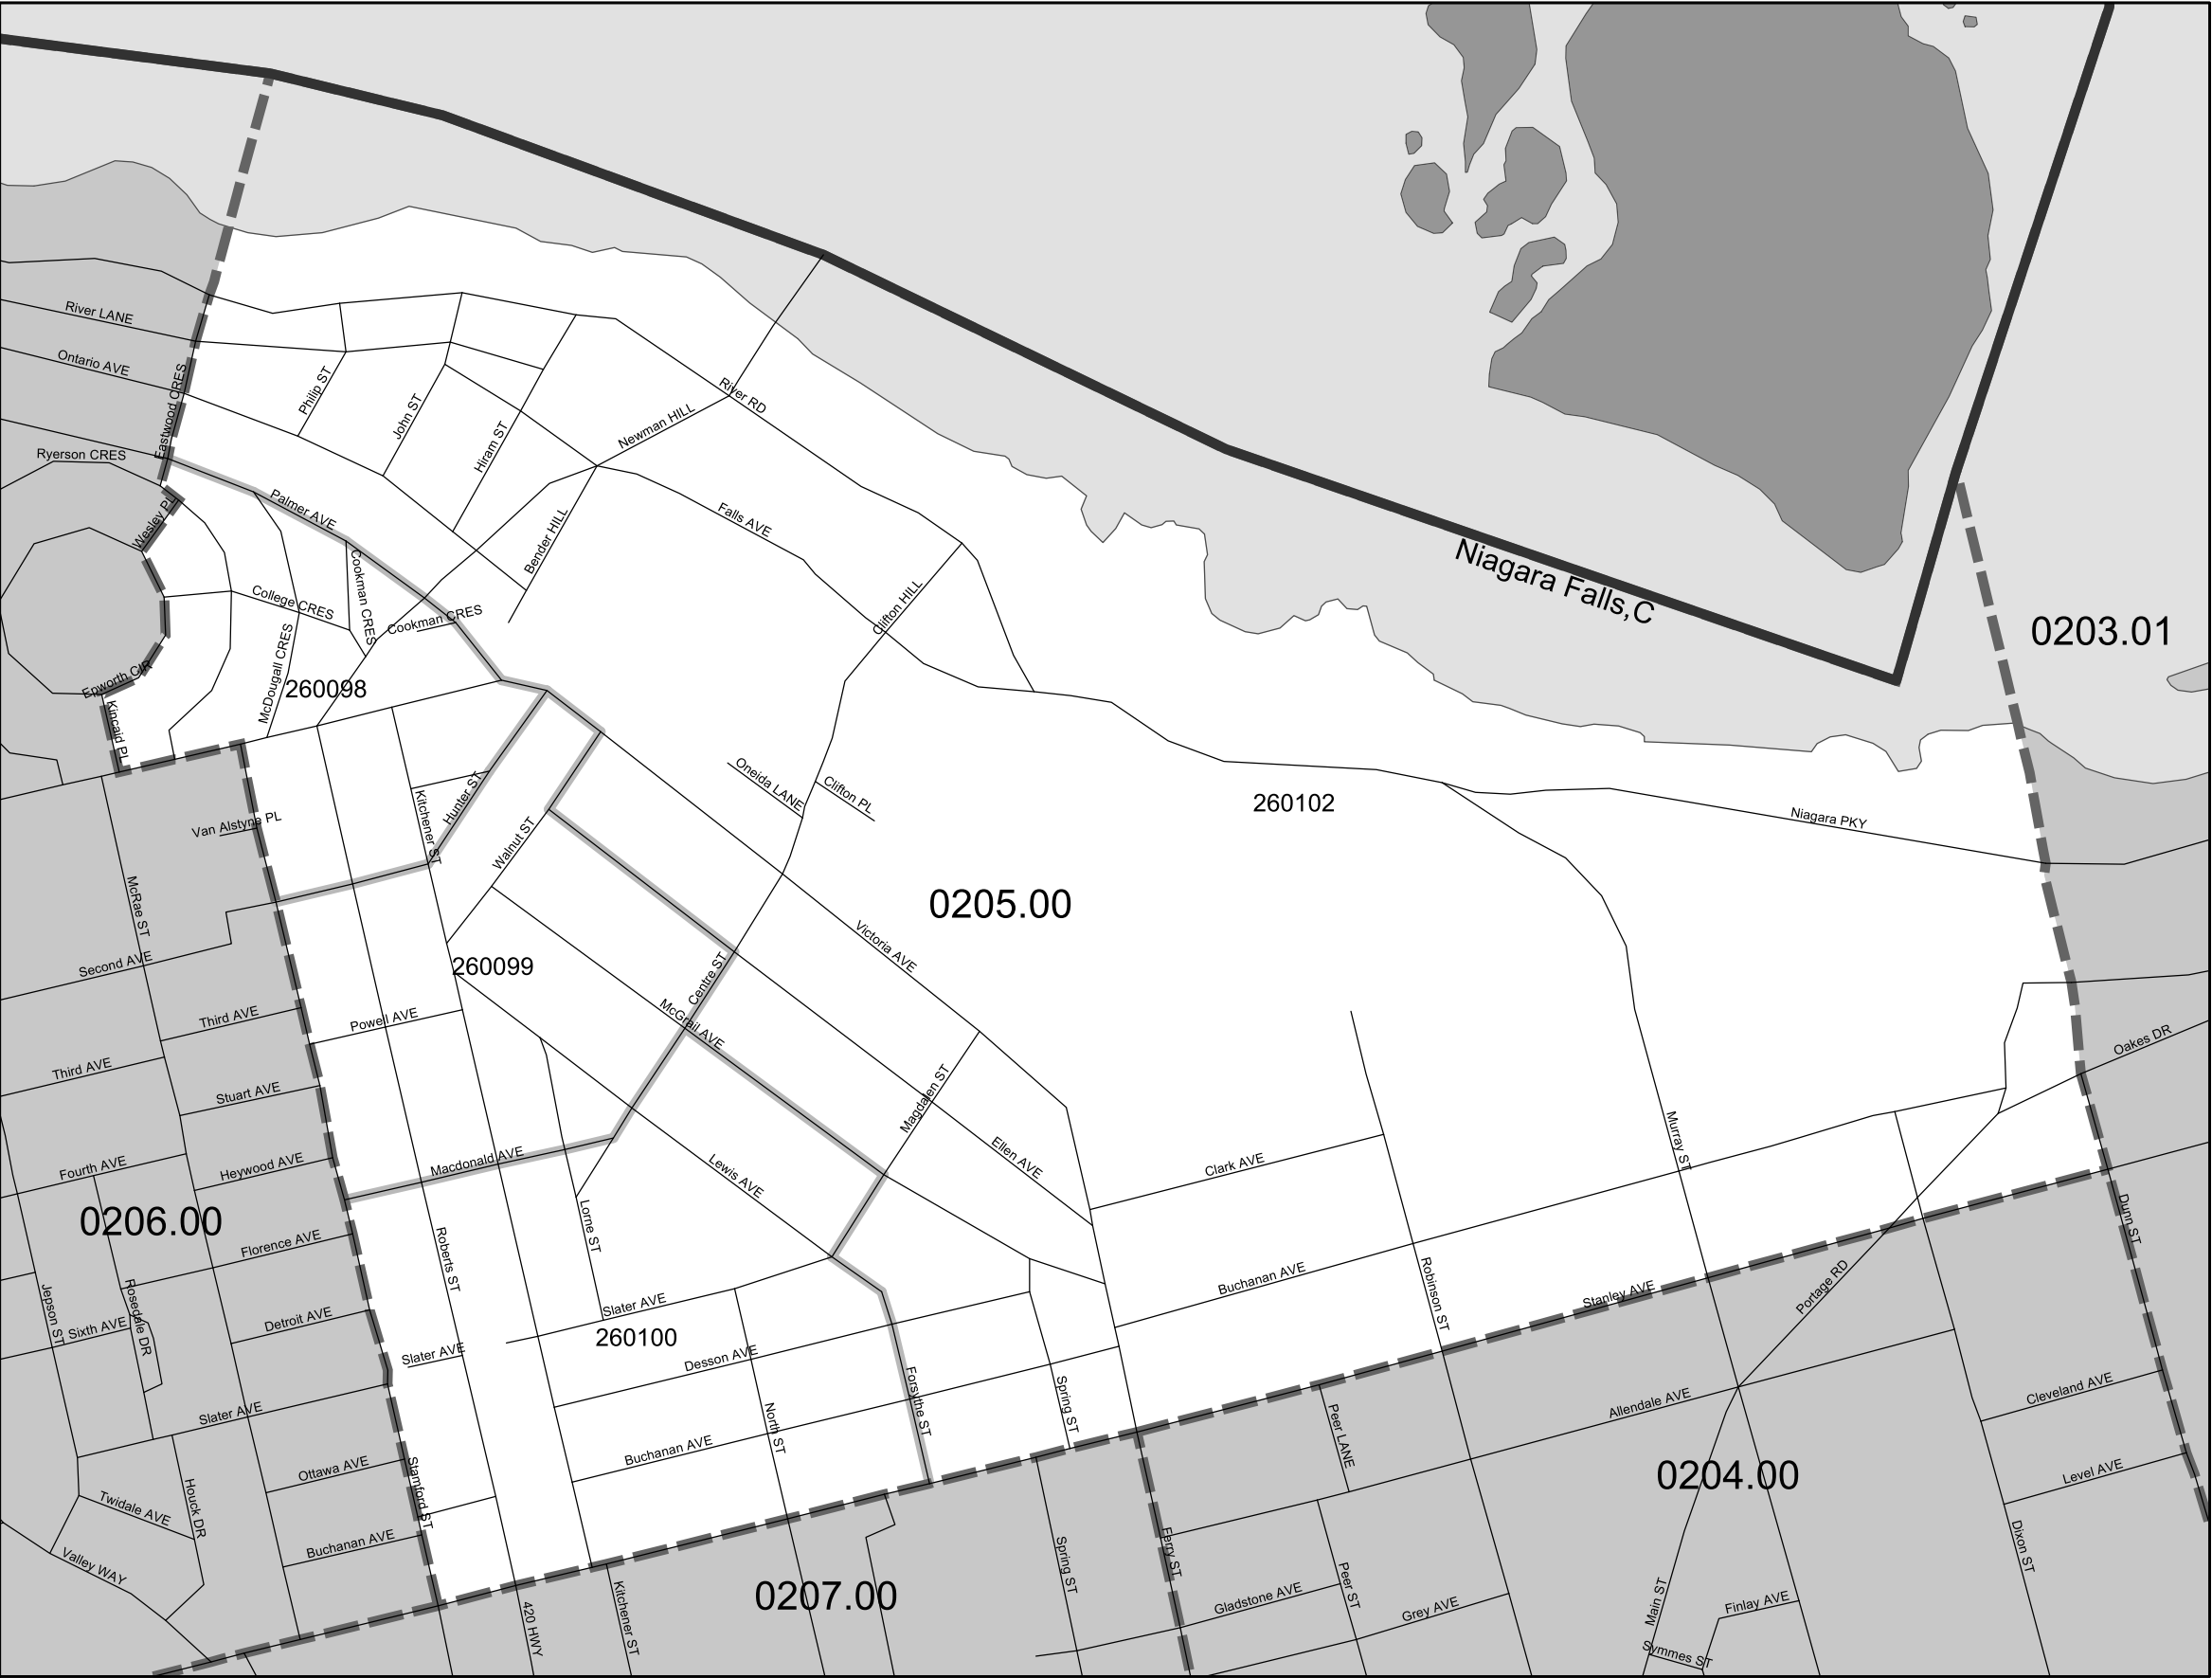 River LANE
Ontario AVE
Eastwood CRES
Ryerson CRES
Wesley PL
Philip ST
John ST
Hiram ST
Newman HILL
River RD
Palmer AVE
Bender HILL
Falls AVE
Cookman CRES
College CRES
Cookman CRES
Clifton HILL
Niagara Falls,C
0203.01
McDougall CRES
Epworth CIR
Kincaid PL
260098
Kitchener ST
Hunter ST
Oneida LANE
Clifton PL
260102
Niagara PKY
Van Alstyne PL
Walnut ST
McRae ST
0205.00
Victoria AVE
Second AVE
260099
Centre ST
McGrail AVE
Third AVE
Powell AVE
Third AVE
Stuart AVE
Oakes DR
Magdalen ST
Ellen AVE
Murray ST
Clark AVE
Macdonald AVE
Fourth AVE
Heywood AVE
Lewis AVE
0206.00
Lorne ST
Florence AVE
Roberts ST
Dunn ST
Buchanan AVE
Robinson ST
Stanley AVE
Portage RD
Jepson ST
Rosedale DR
Sixth AVE
Detroit AVE
Slater AVE
260100
Slater AVE
Desson AVE
Forsythe ST
Spring ST
North ST
Peer LANE
Allendale AVE
Cleveland AVE
Slater AVE
Buchanan AVE
0204.00
Level AVE
Ottawa AVE
Stamford ST
Houck DR
Twidale AVE
Buchanan AVE
Valley WAY
Spring ST
Ferry ST
Dixon ST
0207.00
420 HWY
Kitchener ST
Gladstone AVE
Peer ST
Grey AVE
Main ST
Finlay AVE
Symmes ST